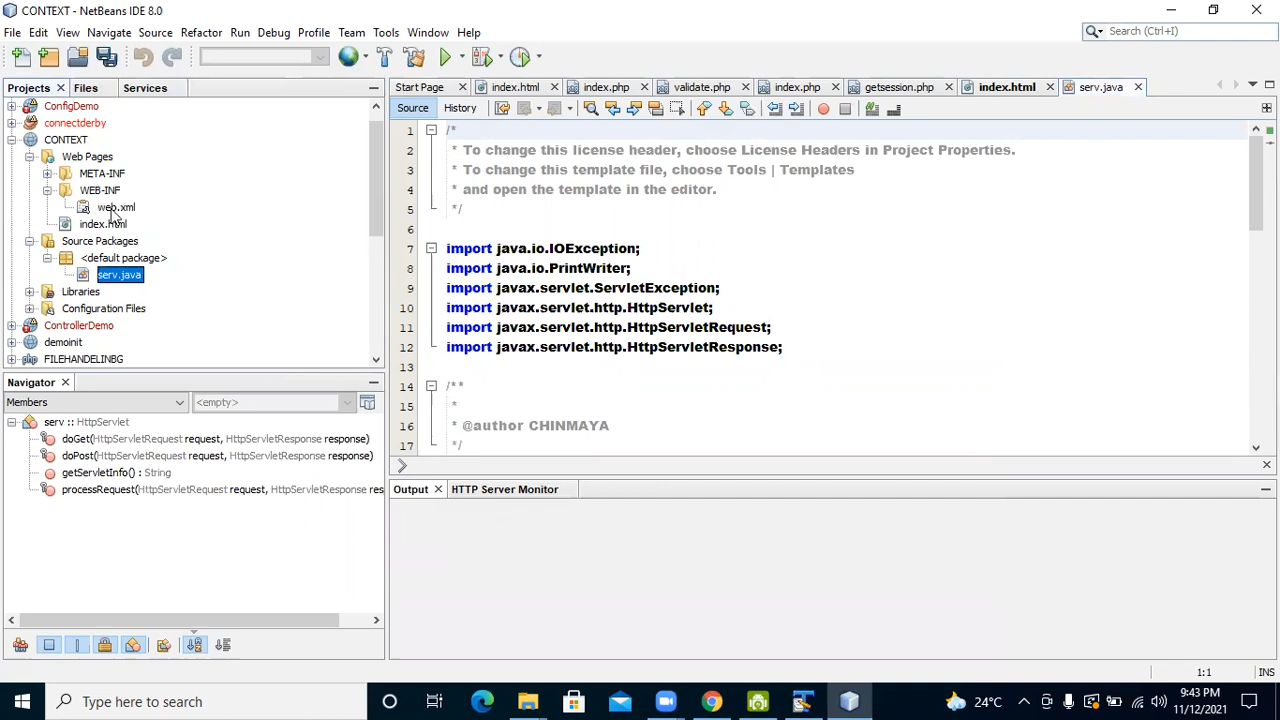 CONTEXT - NetBeans IDE 8.0
File Edit View Navigate Source Refactor Run Debug Profile Team Tools Window Help
Search (Ctrl+I)
Projects Files Services
ConfigDemo
connectderby
CONTEXT
Web Pages
META-INF
WEB-INF
web.xml
index.html
Source Packages
<default package>
serv.java
Libraries
Configuration Files
ControllerDemo
demoinit
FILEHANDELINBG
Navigator
Members
<empty>
serv :: HttpServlet
doGet(HttpServletRequest request, HttpServletResponse response)
doPost(HttpServletRequest request, HttpServletResponse response)
getServletInfo() : String
processRequest(HttpServletRequest request, HttpServletResponse res
Start Page index.html index.php validate.php index.php getsession.php index.html serv.java
Source History
1 /*
2 * To change this license header, choose License Headers in Project Properties.
3 * To change this template file, choose Tools | Templates
4 * and open the template in the editor.
5 */
6
7 import java.io.IOException;
8 import java.io.PrintWriter;
9 import javax.servlet.ServletException;
10 import javax.servlet.http.HttpServlet;
11 import javax.servlet.http.HttpServletRequest;
12 import javax.servlet.http.HttpServletResponse;
13
14 /**
15 *
16 * @author CHINMAYA
17 */
Output HTTP Server Monitor
1:1 INS
Type here to search
24°C
9:43 PM
11/12/2021